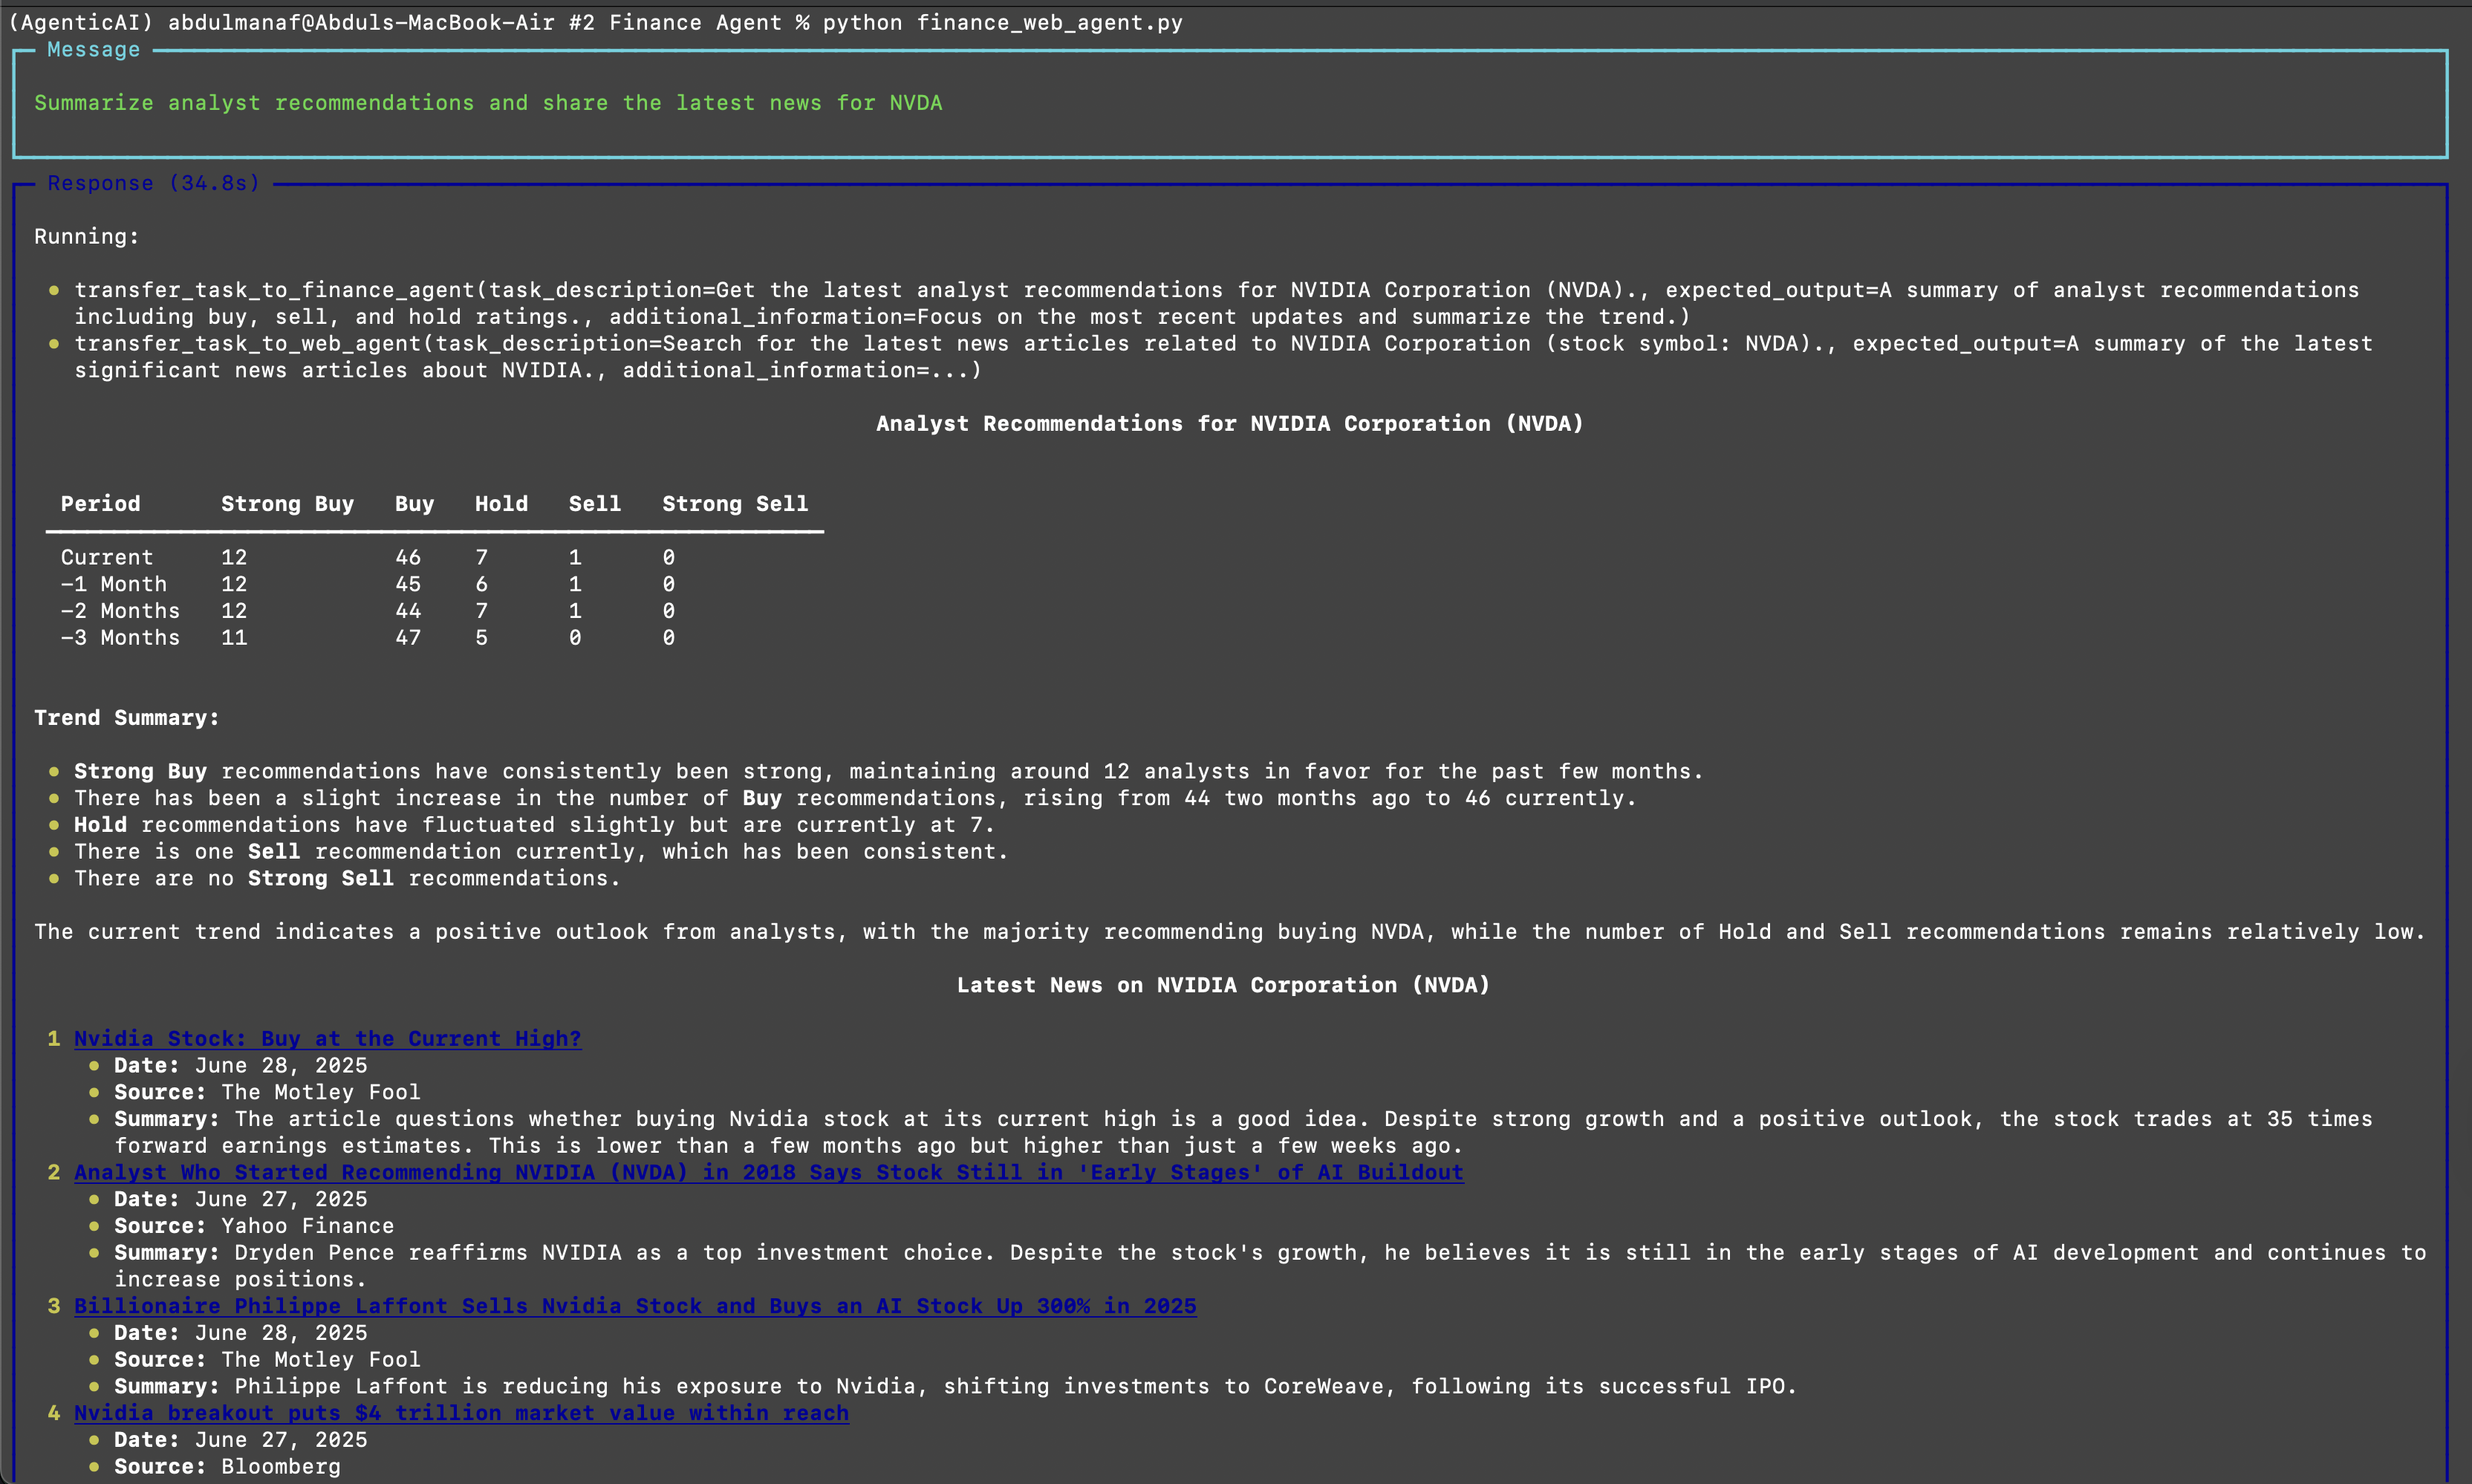 (AgenticAI) abdulmanaf@Abduls-MacBook-Air #2 Finance Agent % python finance_web_agent.py
Message
Summarize analyst recommendations and share the latest news for NVDA
Response (34.8s)
Running:
• transfer_task_to_finance_agent(task_description=Get the latest analyst recommendations for NVIDIA Corporation (NVDA)., expected_output=A summary of analyst recommendations
including buy, sell, and hold ratings., additional_information=Focus on the most recent updates and summarize the trend.)
• transfer_task_to_web_agent(task_description=Search for the latest news articles related to NVIDIA Corporation (stock symbol: NVDA)., expected_output=A summary of the latest
significant news articles about NVIDIA., additional_information=...)
Analyst Recommendations for NVIDIA Corporation (NVDA)
Period Strong Buy Buy Hold Sell Strong Sell
Current 12 46 7 1 0
-1 Month 12 45 6 1 0
-2 Months 12 44 7 1 0
-3 Months 11 47 5 0 0
Trend Summary:
• Strong Buy recommendations have consistently been strong, maintaining around 12 analysts in favor for the past few months.
• There has been a slight increase in the number of Buy recommendations, rising from 44 two months ago to 46 currently.
• Hold recommendations have fluctuated slightly but are currently at 7.
• There is one Sell recommendation currently, which has been consistent.
• There are no Strong Sell recommendations.
The current trend indicates a positive outlook from analysts, with the majority recommending buying NVDA, while the number of Hold and Sell recommendations remains relatively low.
Latest News on NVIDIA Corporation (NVDA)
1 Nvidia Stock: Buy at the Current High?
• Date: June 28, 2025
• Source: The Motley Fool
• Summary: The article questions whether buying Nvidia stock at its current high is a good idea. Despite strong growth and a positive outlook, the stock trades at 35 times
forward earnings estimates. This is lower than a few months ago but higher than just a few weeks ago.
2 Analyst Who Started Recommending NVIDIA (NVDA) in 2018 Says Stock Still in 'Early Stages' of AI Buildout
• Date: June 27, 2025
• Source: Yahoo Finance
• Summary: Dryden Pence reaffirms NVIDIA as a top investment choice. Despite the stock's growth, he believes it is still in the early stages of AI development and continues to
increase positions.
3 Billionaire Philippe Laffont Sells Nvidia Stock and Buys an AI Stock Up 300% in 2025
• Date: June 28, 2025
• Source: The Motley Fool
• Summary: Philippe Laffont is reducing his exposure to Nvidia, shifting investments to CoreWeave, following its successful IPO.
4 Nvidia breakout puts $4 trillion market value within reach
• Date: June 27, 2025
• Source: Bloomberg